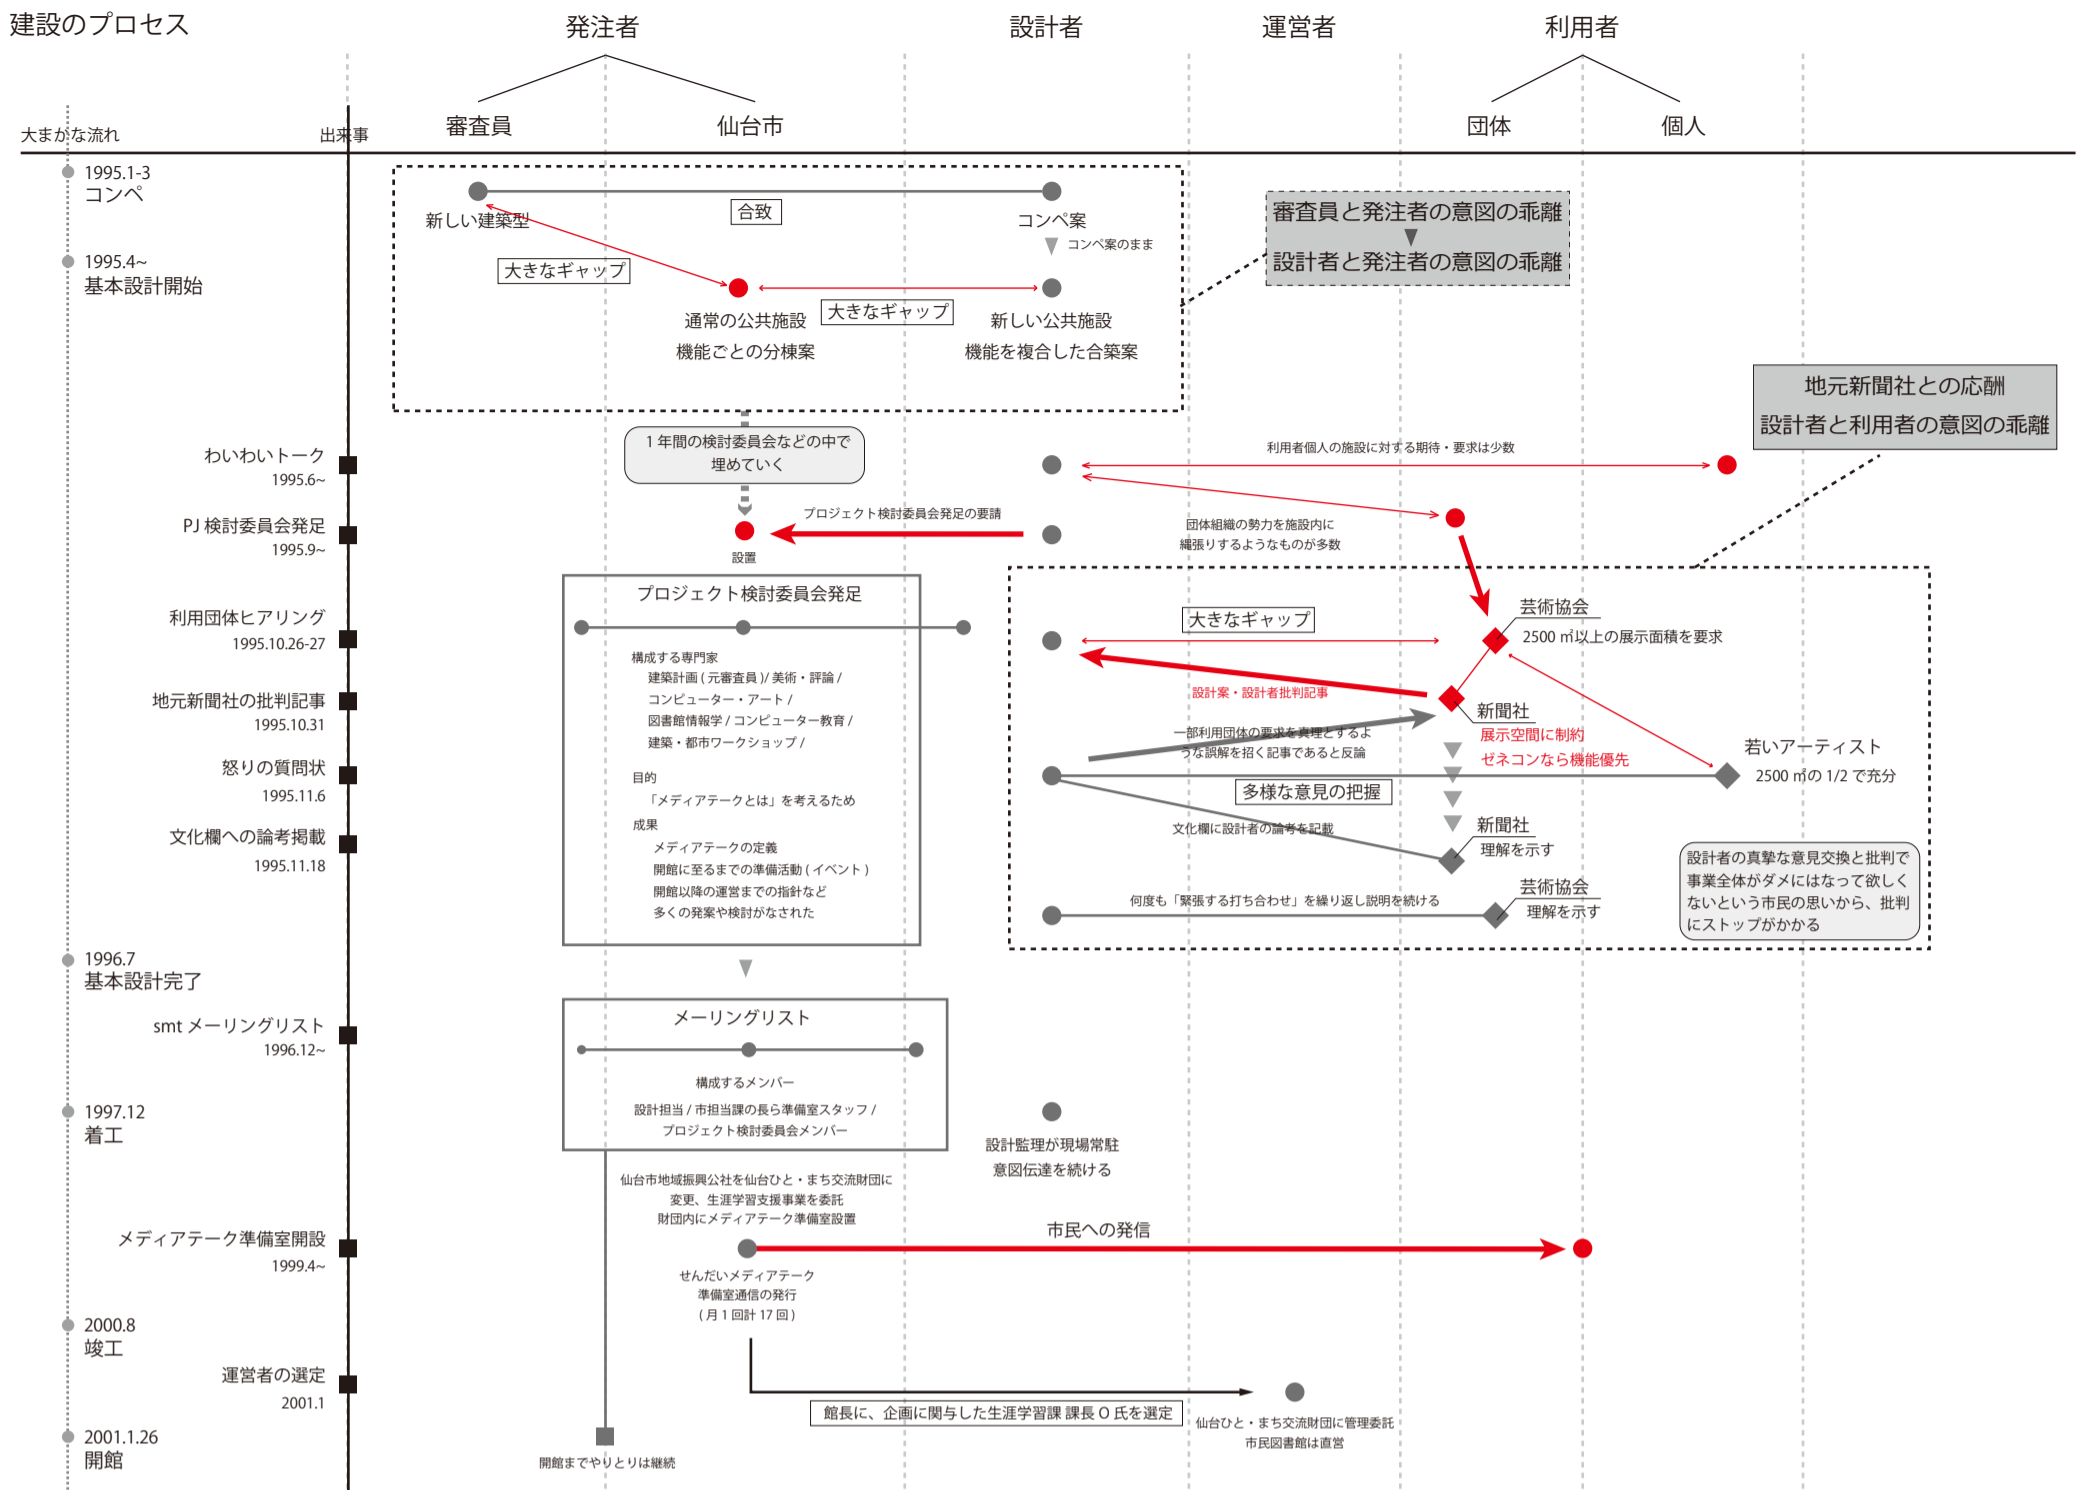 建設のプロセス
発注者
設計者
運営者
利用者
審査員
仙台市
団体
個人
大まかな流れ
出来事
1995.1-3
コンペ
新しい建築型
合致
コンペ案
コンペ案のまま
審査員と発注者の意図の乖離
設計者と発注者の意図の乖離
1995.4~
基本設計開始
大きなギャップ
大きなギャップ
通常の公共施設
機能ごとの分棟案
新しい公共施設
機能を複合した合築案
地元新聞社との応酬
設計者と利用者の意図の乖離
わいわいトーク
1995.6~
1 年間の検討委員会などの中で
埋めていく
利用者個人の施設に対する期待・要求は少数
PJ 検討委員会発足
1995.9~
プロジェクト検討委員会発足の要請
設置
団体組織の勢力を施設内に
縄張りするようなものが多数
プロジェクト検討委員会発足
構成する専門家
建築計画 ( 元審査員 )/ 美術・評論 /
コンピューター・アート /
図書館情報学 / コンピューター教育 /
建築・都市ワークショップ /
目的
「メディアテークとは」を考えるため
成果
メディアテークの定義
開館に至るまでの準備活動 ( イベント )
開館以降の運営までの指針など
多くの発案や検討がなされた
利用団体ヒアリング
1995.10.26-27
大きなギャップ
芸術協会
2500 ㎡以上の展示面積を要求
地元新聞社の批判記事
1995.10.31
設計案・設計者批判記事
新聞社
展示空間に制約
ゼネコンなら機能優先
一部利用団体の要求を真理とするよ
うな誤解を招く記事であると反論
怒りの質問状
1995.11.6
若いアーティスト
2500 ㎡の 1/2 で充分
多様な意見の把握
文化欄への論考掲載
1995.11.18
文化欄に設計者の論考を記載
新聞社
理解を示す
何度も「緊張する打ち合わせ」を繰り返し説明を続ける
芸術協会
理解を示す
設計者の真摯な意見交換と批判で
事業全体がダメにはなって欲しく
ないという市民の思いから、批判
にストップがかかる
1996.7
基本設計完了
smt メーリングリスト
1996.12~
メーリングリスト
構成するメンバー
設計担当 / 市担当課の長ら準備室スタッフ /
プロジェクト検討委員会メンバー
1997.12
着工
設計監理が現場常駐
意図伝達を続ける
仙台市地域振興公社を仙台ひと・まち交流財団に
変更、生涯学習支援事業を委託
財団内にメディアテーク準備室設置
メディアテーク準備室開設
1999.4~
市民への発信
せんだいメディアテーク
準備室通信の発行
( 月 1 回計 17 回 )
2000.8
竣工
運営者の選定
2001.1
館長に、企画に関与した生涯学習課 課長 O 氏を選定
仙台ひと・まち交流財団に管理委託
市民図書館は直営
2001.1.26
開館
開館までやりとりは継続